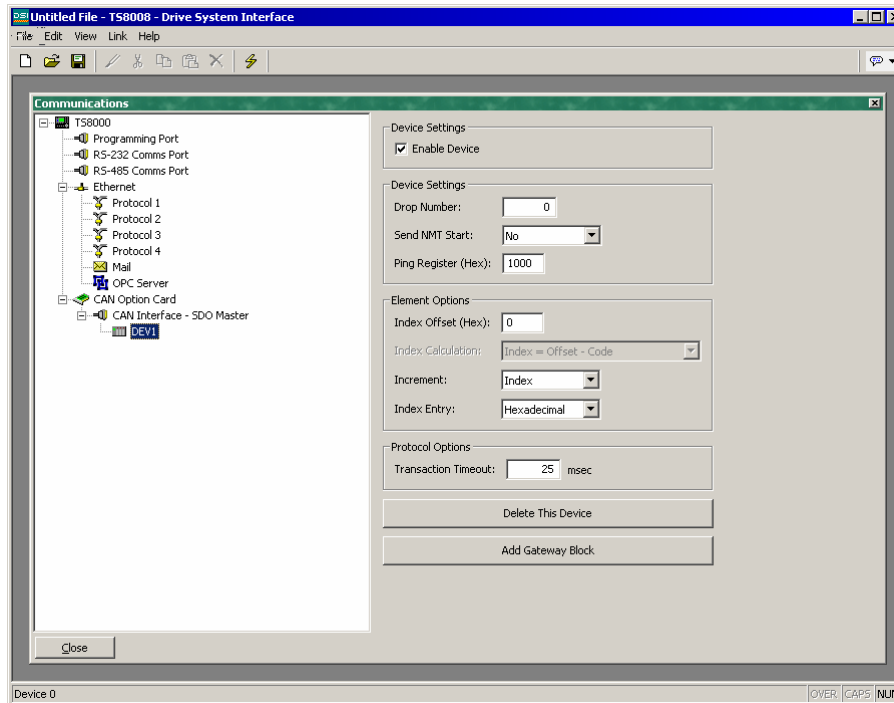 DSI Untitled File - TS8008 - Drive System Interface
File Edit View Link Help
Communications
TS8000
Programming Port
RS-232 Comms Port
RS-485 Comms Port
Ethernet
Protocol 1
Protocol 2
Protocol 3
Protocol 4
Mail
OPC Server
CAN Option Card
CAN Interface - SDO Master
DEV1
Device Settings
Enable Device
Device Settings
Drop Number: 0
Send NMT Start: No
Ping Register (Hex): 1000
Element Options
Index Offset (Hex): 0
Index Calculation: Index = Offset - Code
Increment: Index
Index Entry: Hexadecimal
Protocol Options
Transaction Timeout: 25 msec
Delete This Device
Add Gateway Block
Close
Device 0 OVER CAPS NUM